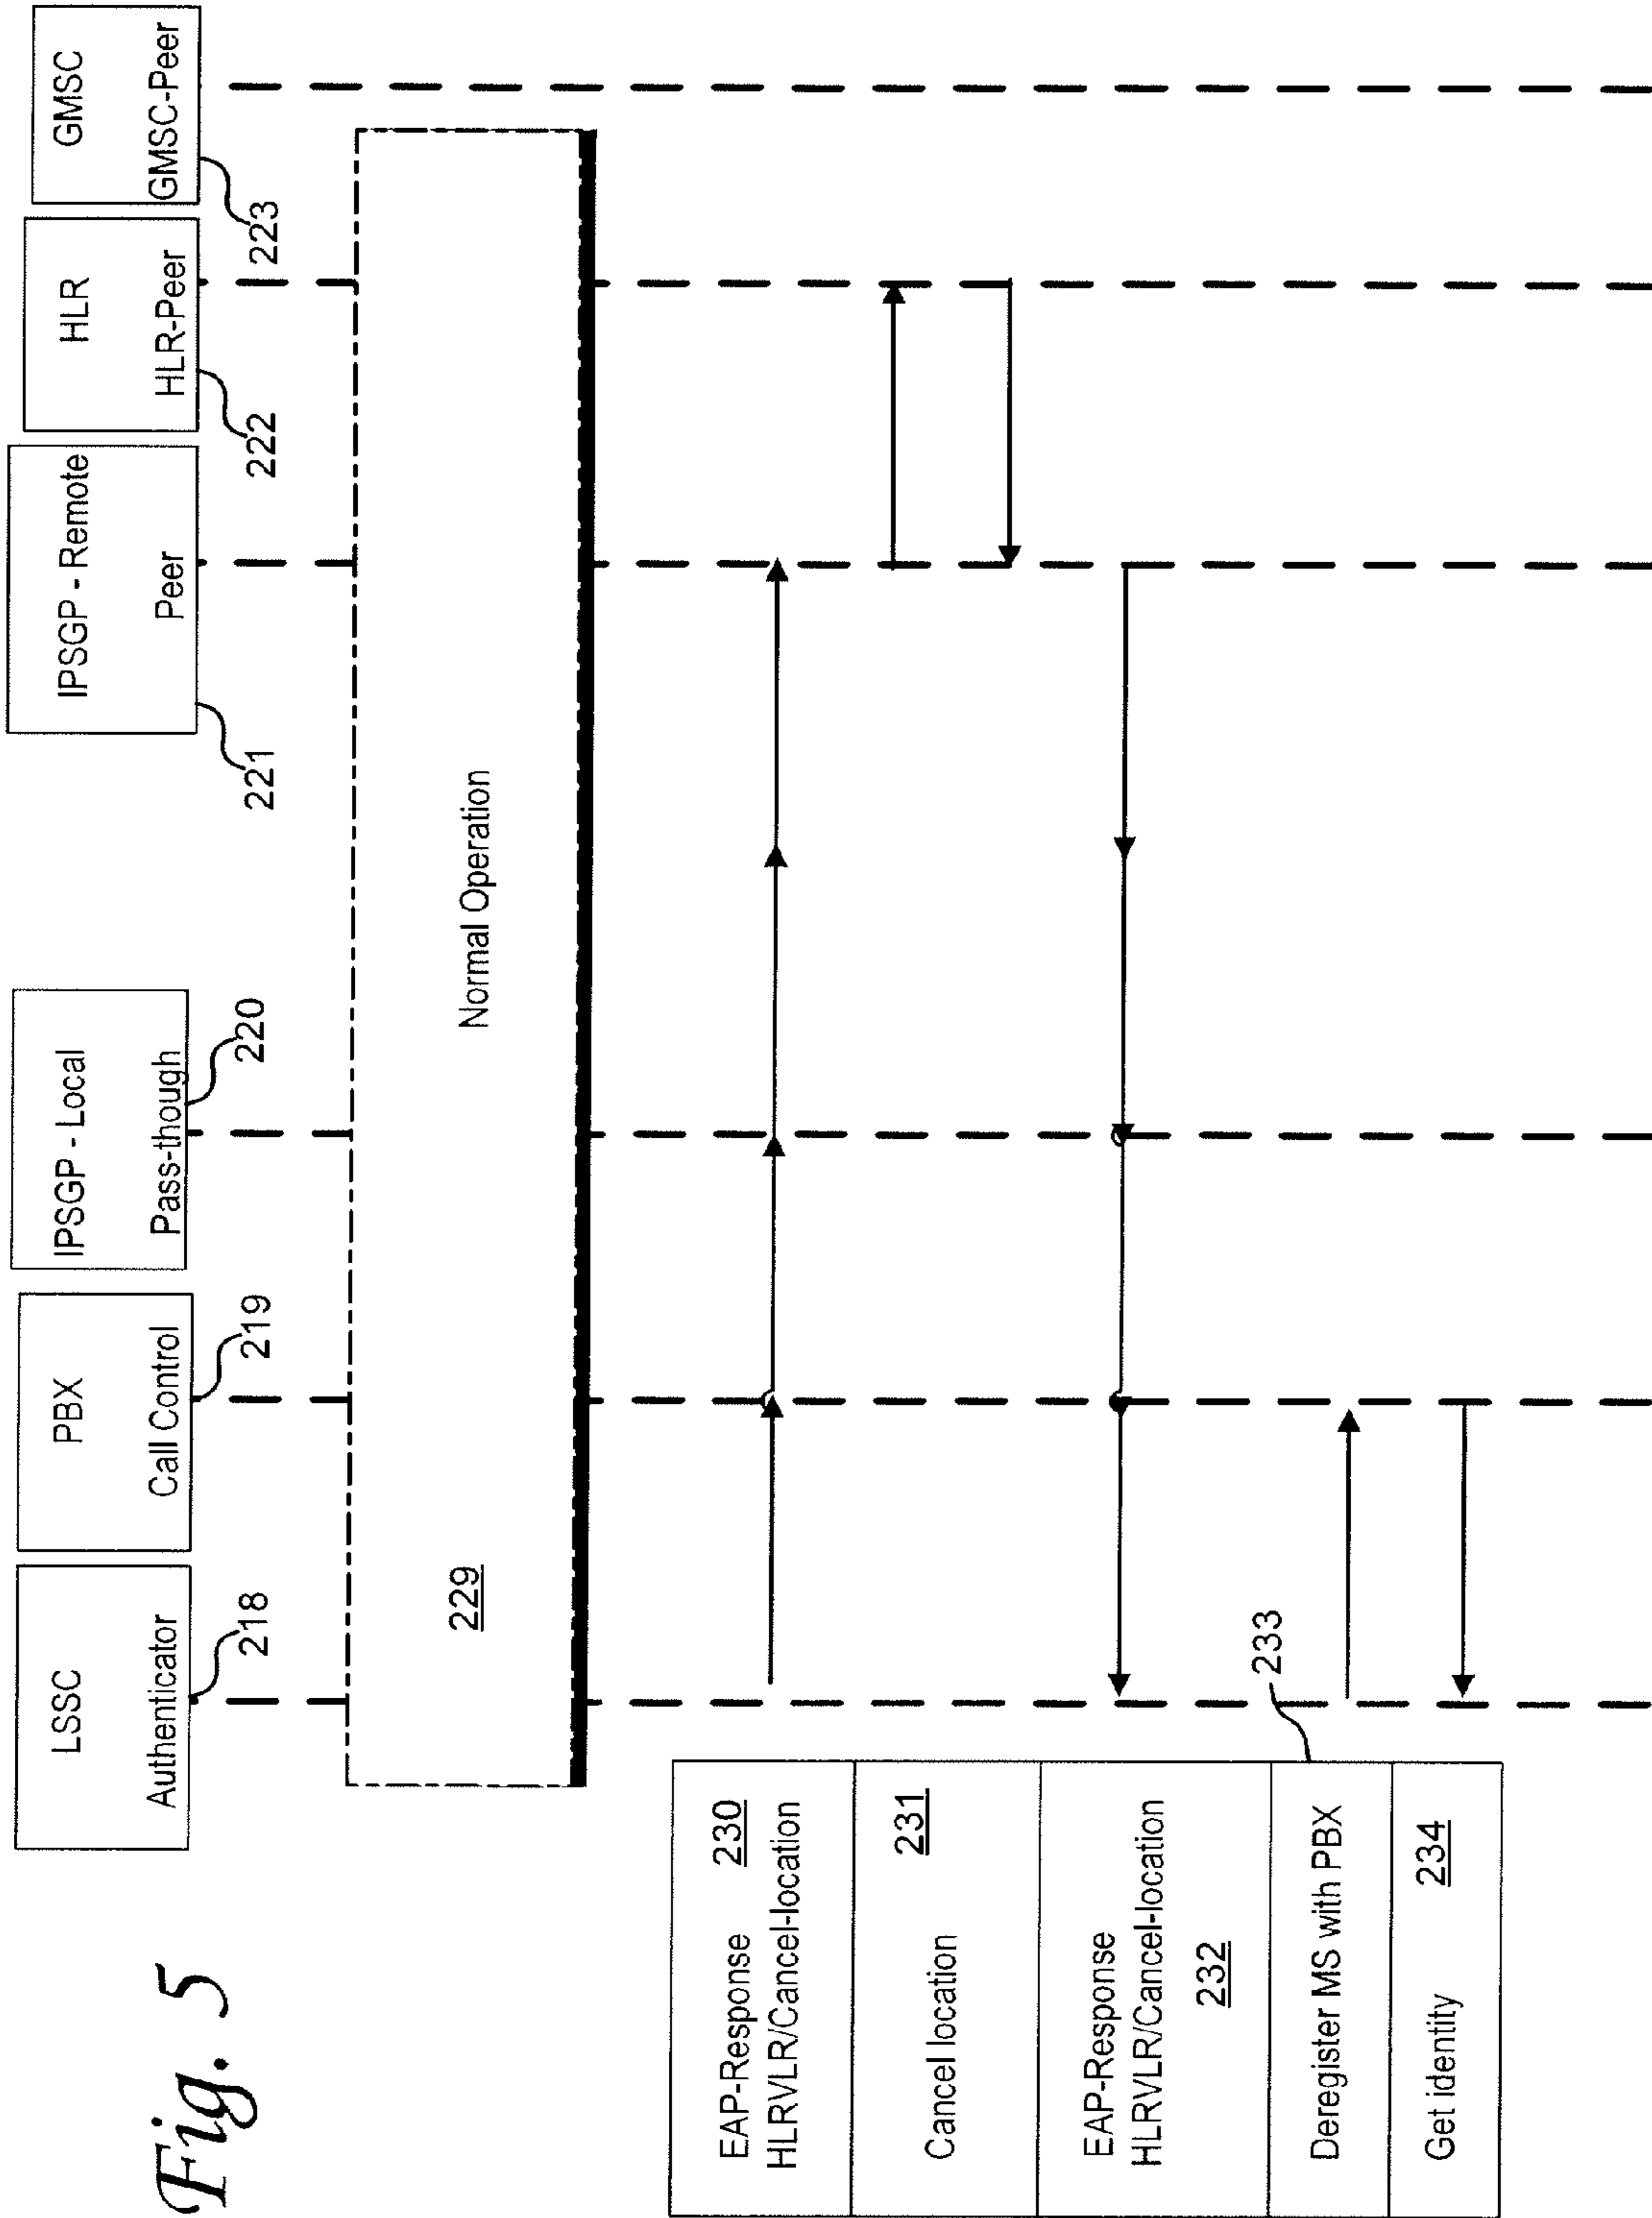 Fig. 5
LSSC
Authenticator
218
PBX
Call Control
219
IPSGP - Local
Pass-though
220
IPSGP - Remote
Peer
221
HLR
HLR-Peer
222
GMSC
GMSC-Peer
223
229
Normal Operation
EAP-Response 230
HLRVLR/Cancel-location
Cancel location 231
EAP-Response
HLRVLR/Cancel-location
232
Deregister MS with PBX
233
Get identity 234